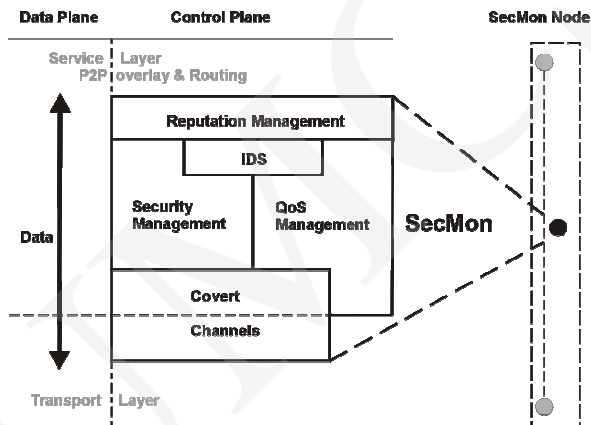 Data Plane
Control Plane
SecMon Node
Service Layer
P2P overlay & Routing
Reputation Management
IDS
Security
Management
QoS
Management
SecMon
Data
Covert
Channels
Transport Layer